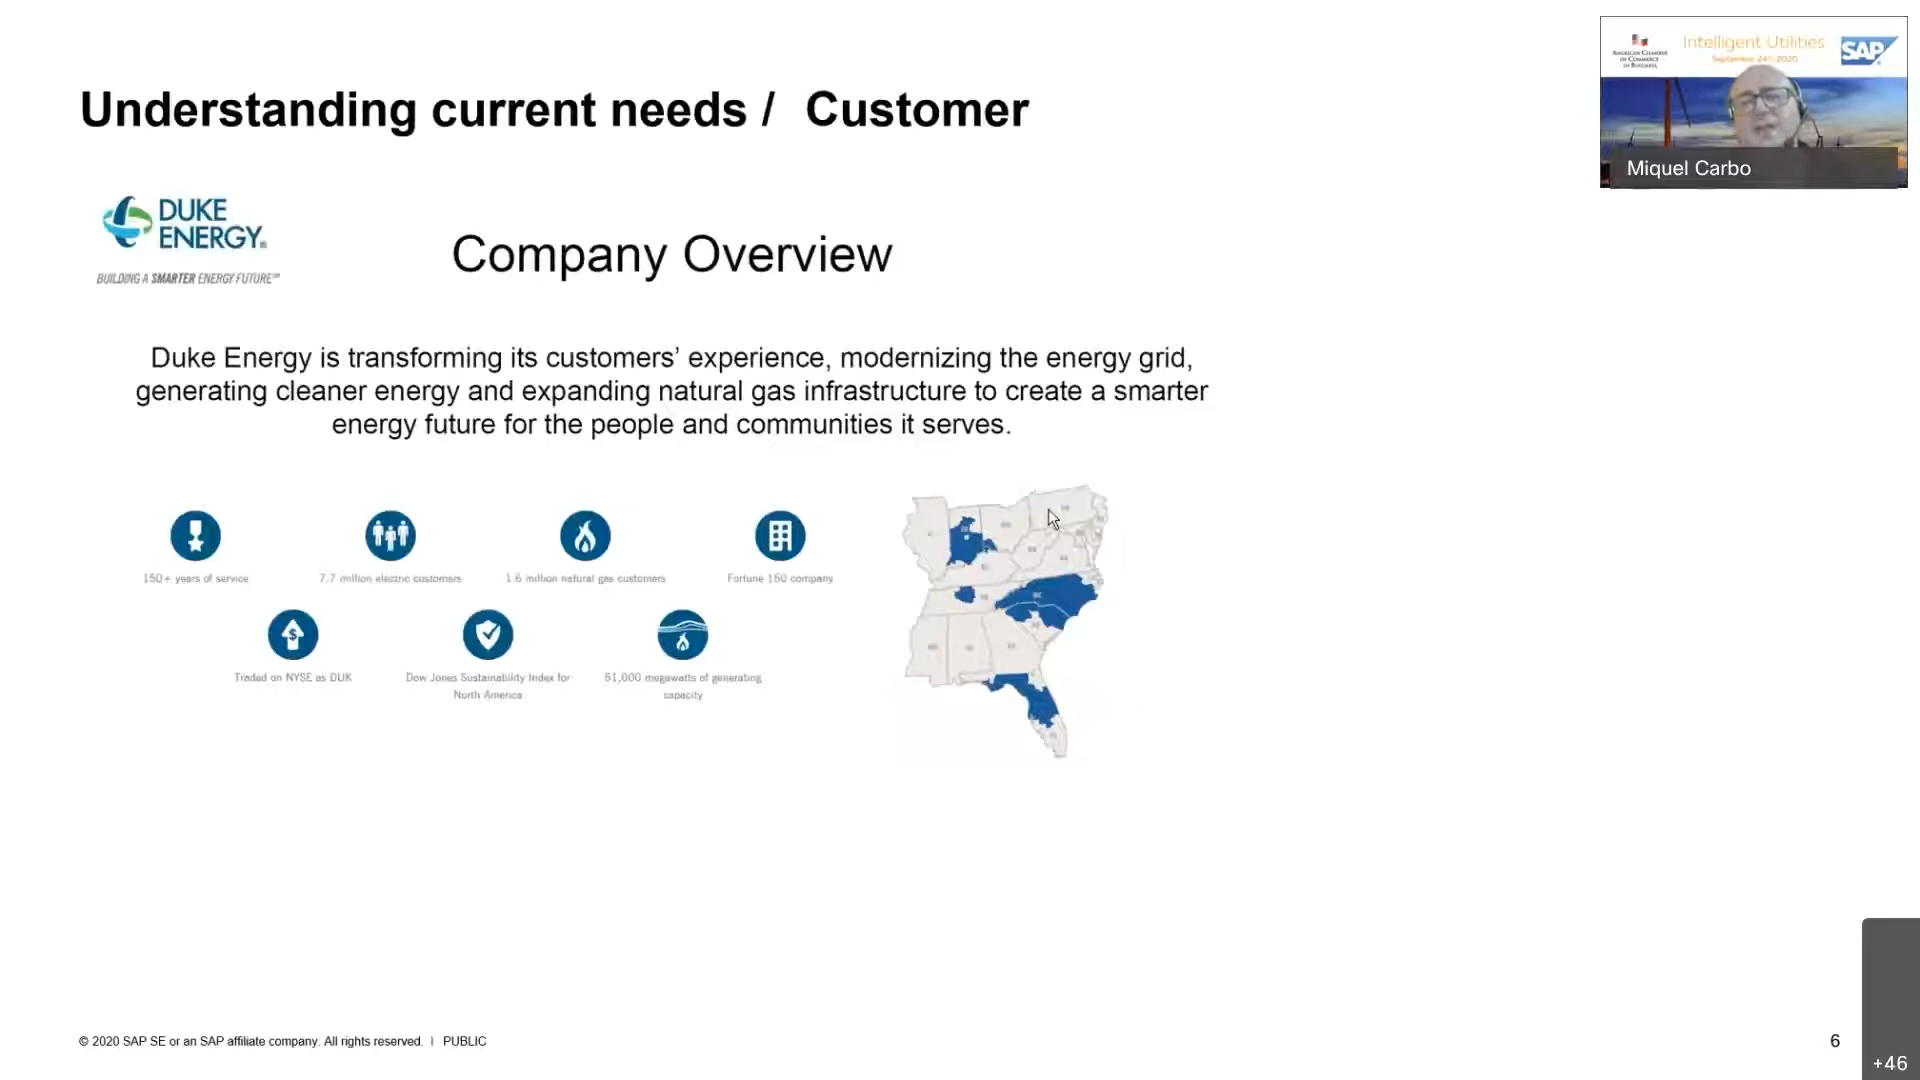 Understanding current needs / Customer
DUKE
ENERGY®
BUILDING A SMARTER ENERGY FUTURE℠
Company Overview
Duke Energy is transforming its customers’ experience, modernizing the energy grid,
generating cleaner energy and expanding natural gas infrastructure to create a smarter
energy future for the people and communities it serves.
150+ years of service
7.7 million electric customers
1.6 million natural gas customers
Fortune 150 company
Traded on NYSE as DUK
Dow Jones Sustainability Index for
North America
51,000 megawatts of generating
capacity
AMERICAN CHAMBER
OF COMMERCE
IN BULGARIA
Intelligent Utilities
September 24th 2020
SAP
Miquel Carbo
© 2020 SAP SE or an SAP affiliate company. All rights reserved. | PUBLIC
6
+46